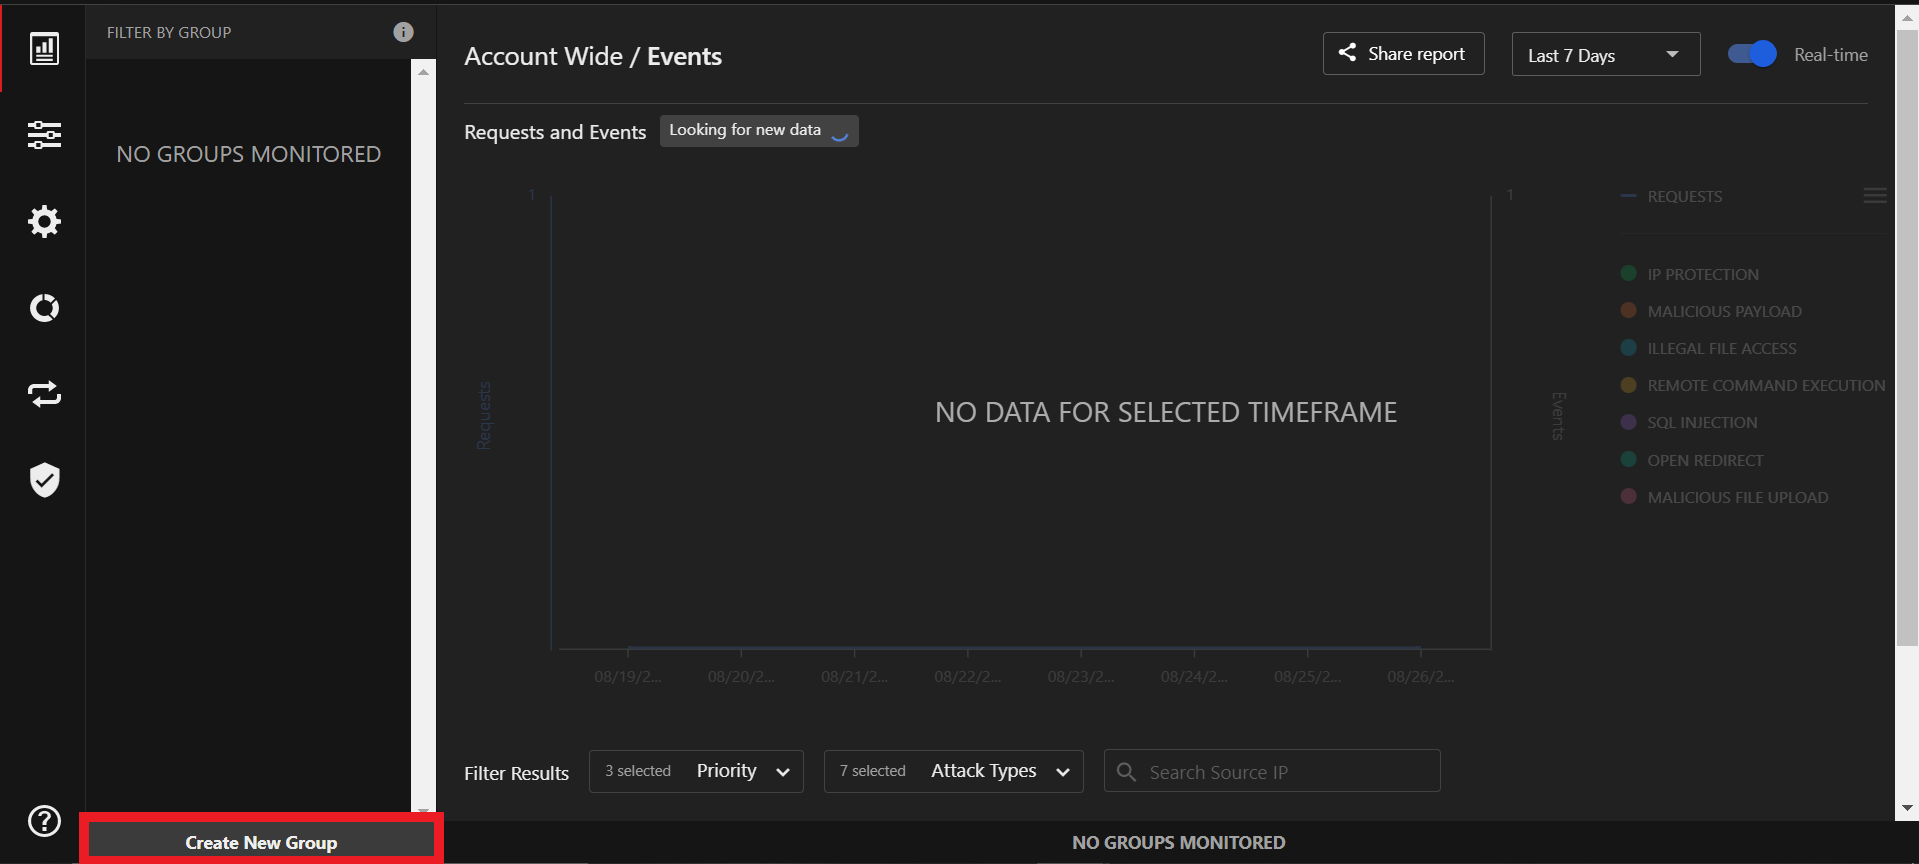 FILTER BY GROUP
NO GROUPS MONITORED
Create New Group
Account Wide / Events
Share report
Last 7 Days
Real-time
Requests and Events
Looking for new data
1
1
Requests
NO DATA FOR SELECTED TIMEFRAME
Events
08/19/2...
08/20/2...
08/21/2...
08/22/2...
08/23/2...
08/24/2...
08/25/2...
08/26/2...
REQUESTS
IP PROTECTION
MALICIOUS PAYLOAD
ILLEGAL FILE ACCESS
REMOTE COMMAND EXECUTION
SQL INJECTION
OPEN REDIRECT
MALICIOUS FILE UPLOAD
Filter Results
3 selected Priority
7 selected Attack Types
Search Source IP
NO GROUPS MONITORED